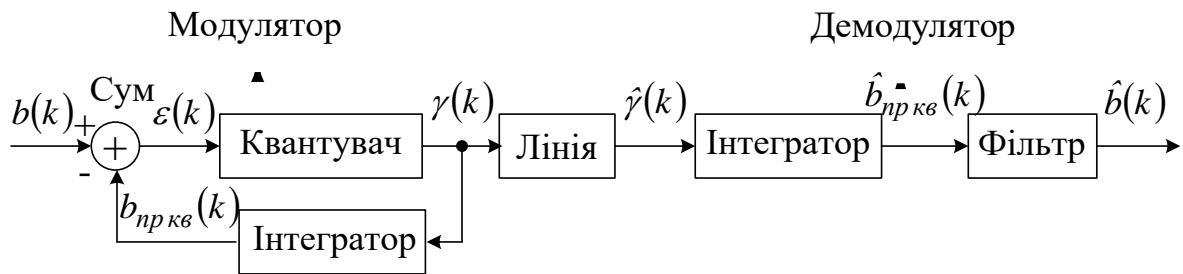 Модулятор
Демодулятор
Сум
b(k)
+
-
+
ε(k)
Квантувач
γ(k)
Лінія
γ̂(k)
Інтегратор
b̂пр кв(k)
Фільтр
b̂(k)
bпр кв(k)
Інтегратор